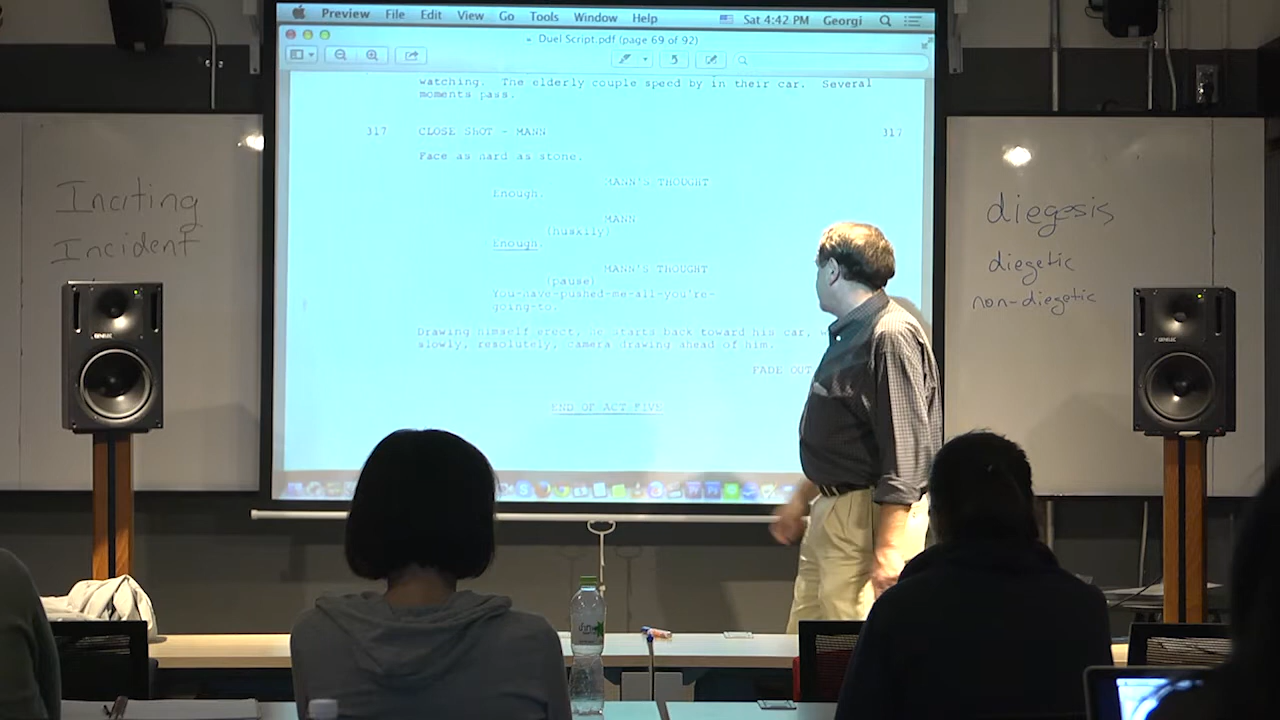 Preview File Edit View Go Tools Window Help Sat 4:42 PM Georgi
Duel Script.pdf (page 69 of 92)
watching. The elderly couple speed by in their car. Several
moments pass.
317 CLOSE SHOT - MANN 317
Face as hard as stone.
MANN'S THOUGHT
Enough.
MANN
(huskily)
Enough.
MANN'S THOUGHT
(pause)
You-have-pushed-me-all-you're-
going-to.
Drawing himself erect, he starts back toward his car,
slowly, resolutely, camera drawing ahead of him.
FADE OUT
END OF ACT FIVE
Inciting
Incident
diegesis
diegetic
non-diegetic
GENELEC
GENELEC